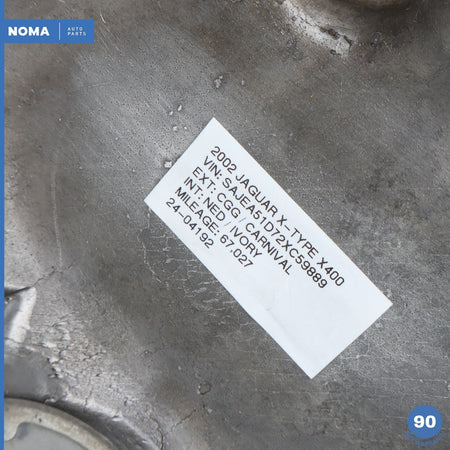 NOMA AUTO
PARTS
2002 JAGUAR X-TYPE X400
VIN: SAJEA51D72XC59889
EXT: CGG / CARNIVAL
INT: NED / IVORY
MILEAGE: 67,027
24-04192
90